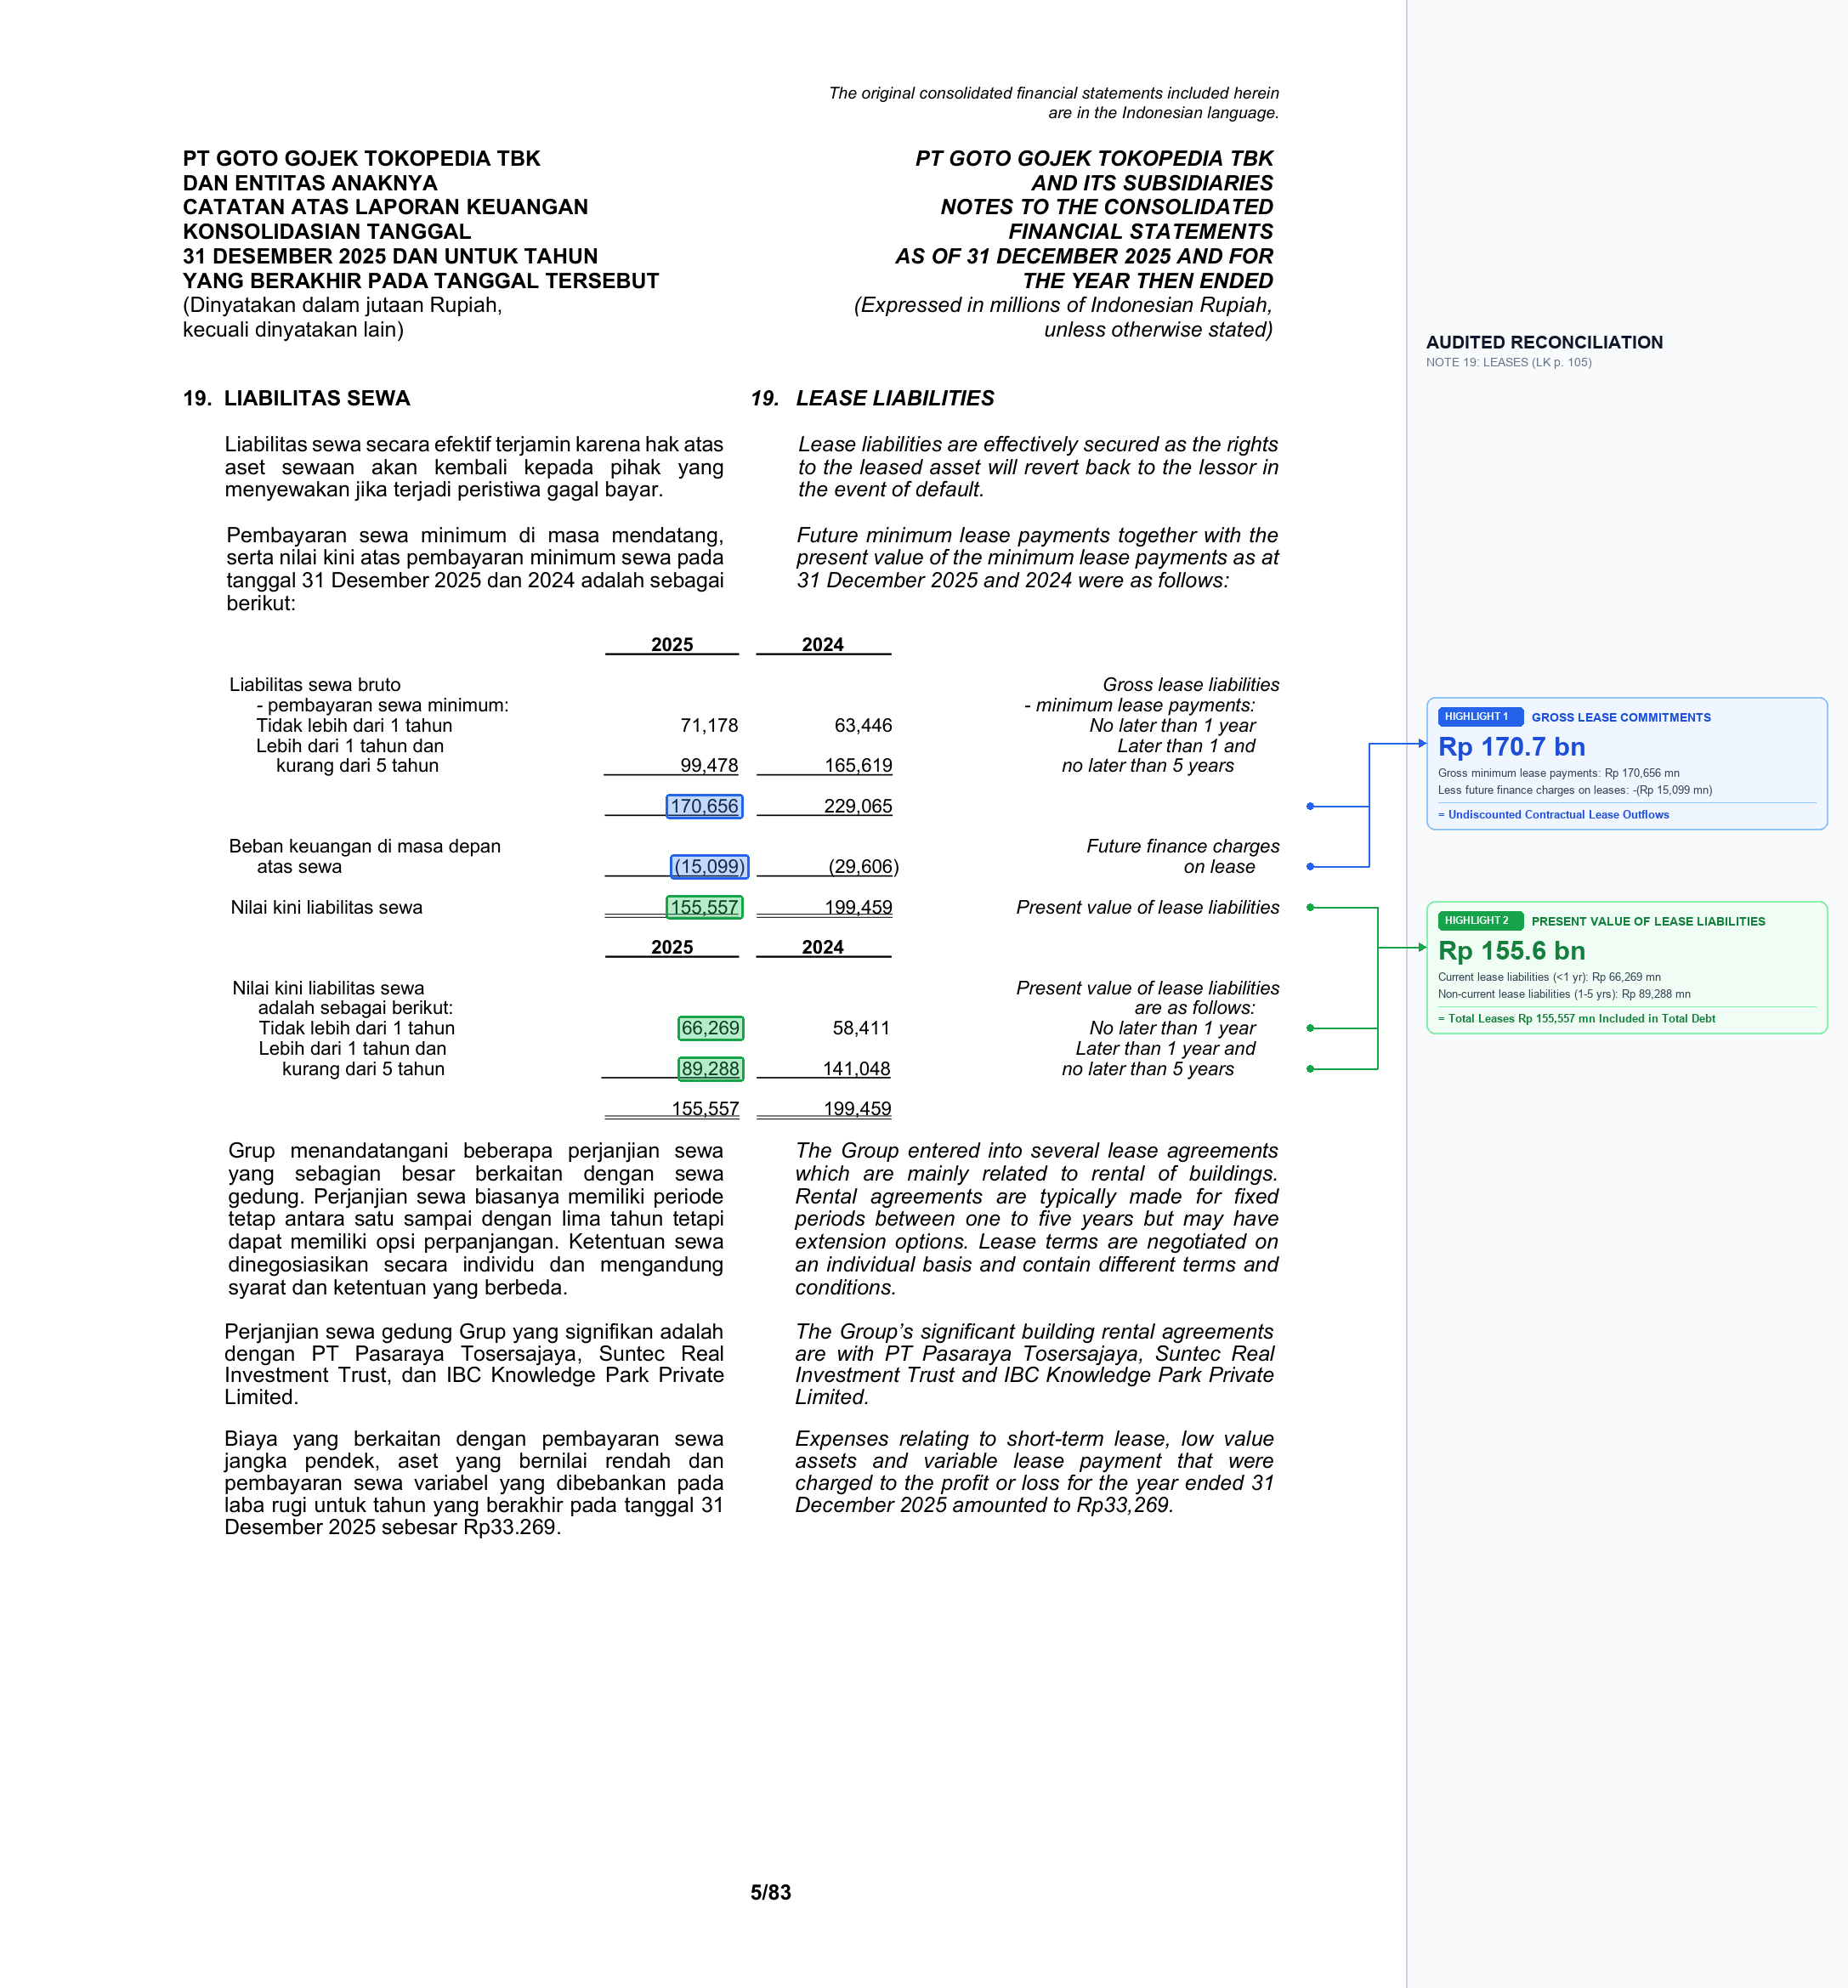 The original consolidated financial statements included herein
are in the Indonesian language.
PT GOTO GOJEK TOKOPEDIA TBK
DAN ENTITAS ANAKNYA
CATATAN ATAS LAPORAN KEUANGAN
KONSOLIDASIAN TANGGAL
31 DESEMBER 2025 DAN UNTUK TAHUN
YANG BERAKHIR PADA TANGGAL TERSEBUT
(Dinyatakan dalam jutaan Rupiah,
kecuali dinyatakan lain)
PT GOTO GOJEK TOKOPEDIA TBK
AND ITS SUBSIDIARIES
NOTES TO THE CONSOLIDATED
FINANCIAL STATEMENTS
AS OF 31 DECEMBER 2025 AND FOR
THE YEAR THEN ENDED
(Expressed in millions of Indonesian Rupiah,
unless otherwise stated)
19. LIABILITAS SEWA
Liabilitas sewa secara efektif terjamin karena hak atas
aset sewaan akan kembali kepada pihak yang
menyewakan jika terjadi peristiwa gagal bayar.
Pembayaran sewa minimum di masa mendatang,
serta nilai kini atas pembayaran minimum sewa pada
tanggal 31 Desember 2025 dan 2024 adalah sebagai
berikut:
19. LEASE LIABILITIES
Lease liabilities are effectively secured as the rights
to the leased asset will revert back to the lessor in
the event of default.
Future minimum lease payments together with the
present value of the minimum lease payments as at
31 December 2025 and 2024 were as follows:
2025 2024
Liabilitas sewa bruto Gross lease liabilities
- pembayaran sewa minimum: - minimum lease payments:
Tidak lebih dari 1 tahun 71,178 63,446 No later than 1 year
Lebih dari 1 tahun dan Later than 1 and
kurang dari 5 tahun 99,478 165,619 no later than 5 years
170,656 229,065
Beban keuangan di masa depan Future finance charges
atas sewa (15,099) (29,606) on lease
Nilai kini liabilitas sewa 155,557 199,459 Present value of lease liabilities
2025 2024
Nilai kini liabilitas sewa Present value of lease liabilities
adalah sebagai berikut: are as follows:
Tidak lebih dari 1 tahun 66,269 58,411 No later than 1 year
Lebih dari 1 tahun dan Later than 1 year and
kurang dari 5 tahun 89,288 141,048 no later than 5 years
155,557 199,459
Grup menandatangani beberapa perjanjian sewa
yang sebagian besar berkaitan dengan sewa
gedung. Perjanjian sewa biasanya memiliki periode
tetap antara satu sampai dengan lima tahun tetapi
dapat memiliki opsi perpanjangan. Ketentuan sewa
dinegosiasikan secara individu dan mengandung
syarat dan ketentuan yang berbeda.
Perjanjian sewa gedung Grup yang signifikan adalah
dengan PT Pasaraya Tosersajaya, Suntec Real
Investment Trust, dan IBC Knowledge Park Private
Limited.
Biaya yang berkaitan dengan pembayaran sewa
jangka pendek, aset yang bernilai rendah dan
pembayaran sewa variabel yang dibebankan pada
laba rugi untuk tahun yang berakhir pada tanggal 31
Desember 2025 sebesar Rp33.269.
The Group entered into several lease agreements
which are mainly related to rental of buildings.
Rental agreements are typically made for fixed
periods between one to five years but may have
extension options. Lease terms are negotiated on
an individual basis and contain different terms and
conditions.
The Group's significant building rental agreements
are with PT Pasaraya Tosersajaya, Suntec Real
Investment Trust and IBC Knowledge Park Private
Limited.
Expenses relating to short-term lease, low value
assets and variable lease payment that were
charged to the profit or loss for the year ended 31
December 2025 amounted to Rp33,269.
5/83
AUDITED RECONCILIATION
NOTE 19: LEASES (LK p. 105)
HIGHLIGHT 1 GROSS LEASE COMMITMENTS
Rp 170.7 bn
Gross minimum lease payments: Rp 170,656 mn
Less future finance charges on leases: -(Rp 15,099 mn)
= Undiscounted Contractual Lease Outflows
HIGHLIGHT 2 PRESENT VALUE OF LEASE LIABILITIES
Rp 155.6 bn
Current lease liabilities (<1 yr): Rp 66,269 mn
Non-current lease liabilities (1-5 yrs): Rp 89,288 mn
= Total Leases Rp 155,557 mn Included in Total Debt